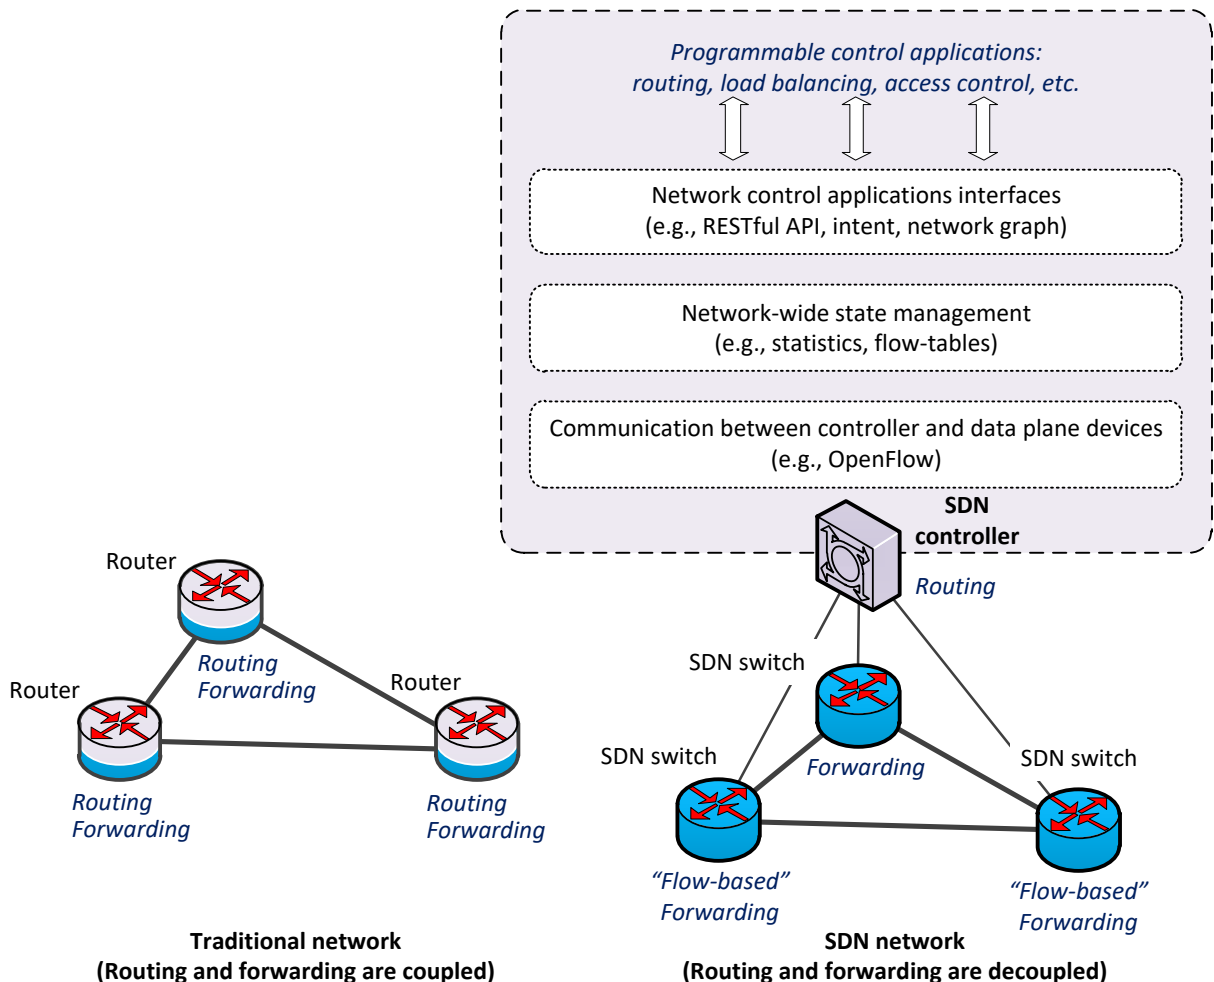 Programmable control applications:
routing, load balancing, access control, etc.
Network control applications interfaces
(e.g., RESTful API, intent, network graph)
Network-wide state management
(e.g., statistics, flow-tables)
Communication between controller and data plane devices
(e.g., OpenFlow)
SDN
controller
Routing
Router
Routing
Forwarding
Router
Routing
Forwarding
Router
Routing
Forwarding
SDN switch
Forwarding
SDN switch
“Flow-based”
Forwarding
SDN switch
“Flow-based”
Forwarding
Traditional network
(Routing and forwarding are coupled)
SDN network
(Routing and forwarding are decoupled)